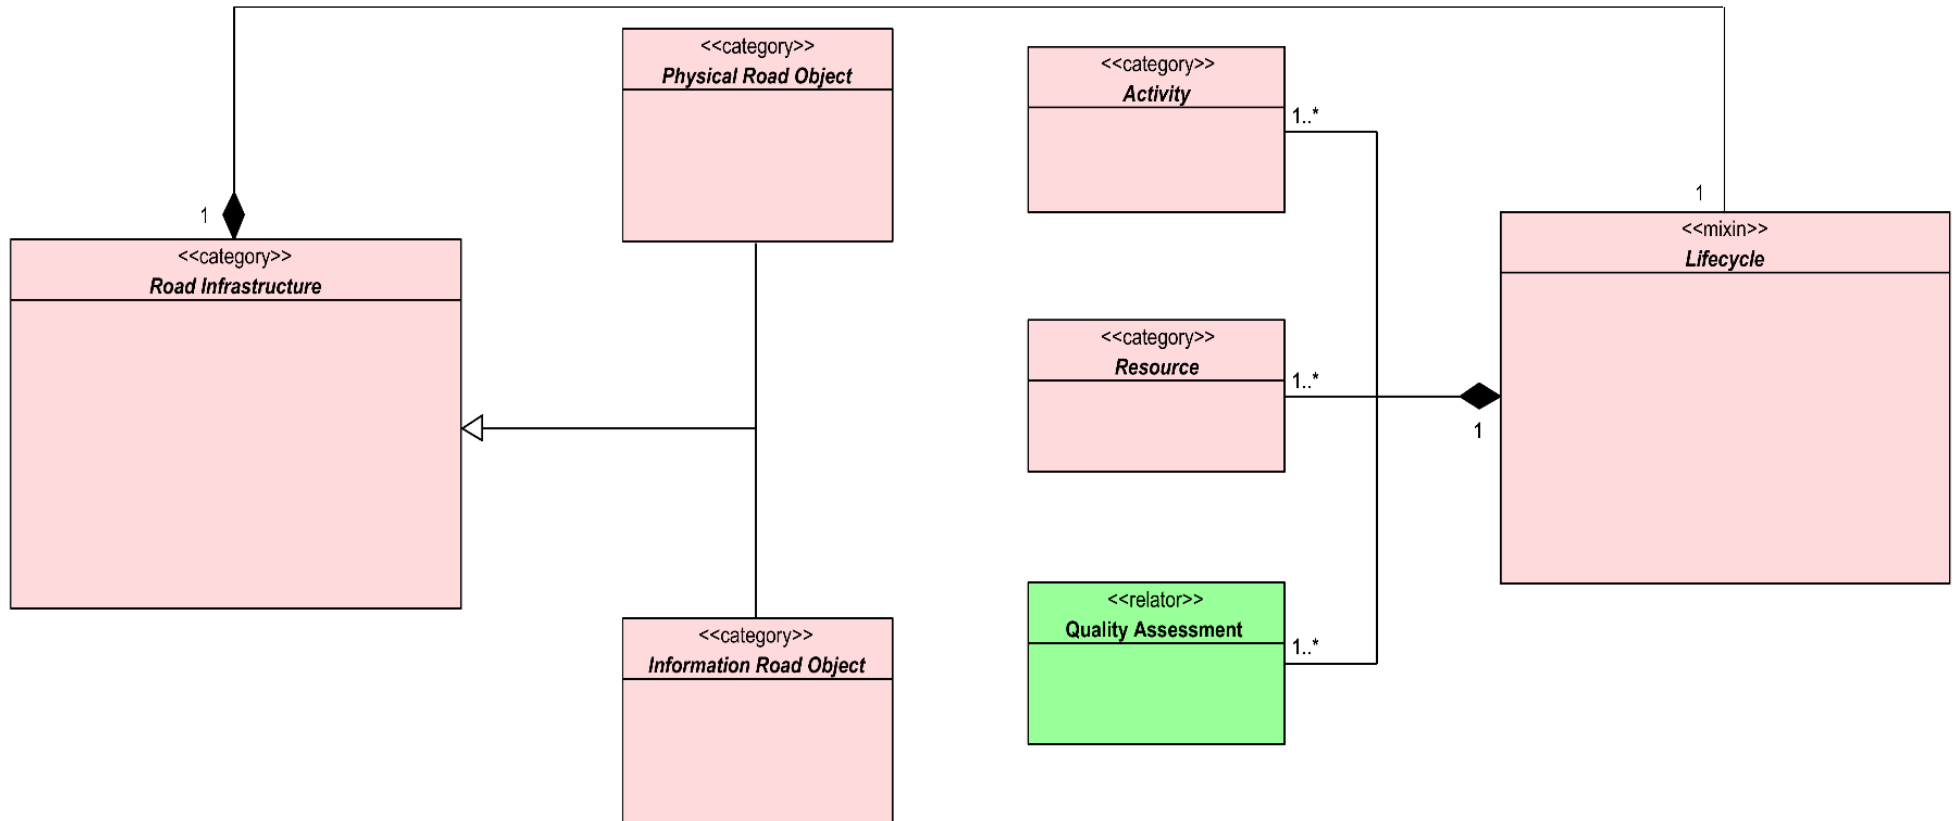 <<category>>
Physical Road Object
<<category>>
Activity
1..*
1
1
<<category>>
Road Infrastructure
<<mixin>>
Lifecycle
<<category>>
Resource
1..*
1
<<relator>>
Quality Assessment
1..*
<<category>>
Information Road Object